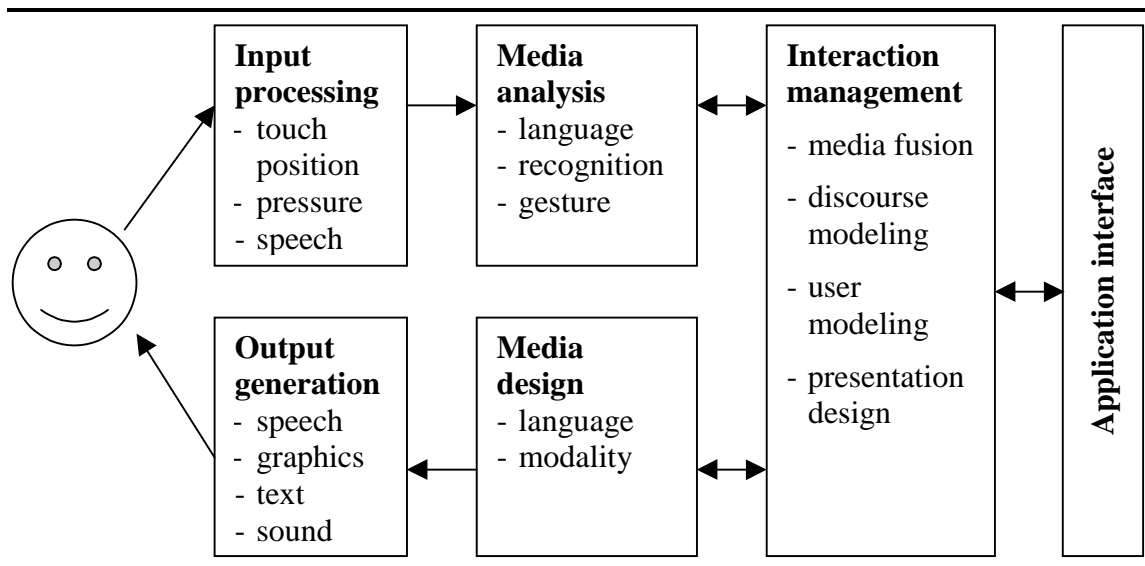 Input
processing
- touch
position
- pressure
- speech
Media
analysis
- language
- recognition
- gesture
Interaction
management
- media fusion
- discourse
modeling
- user
modeling
- presentation
design
Application interface
Output
generation
- speech
- graphics
- text
- sound
Media
design
- language
- modality